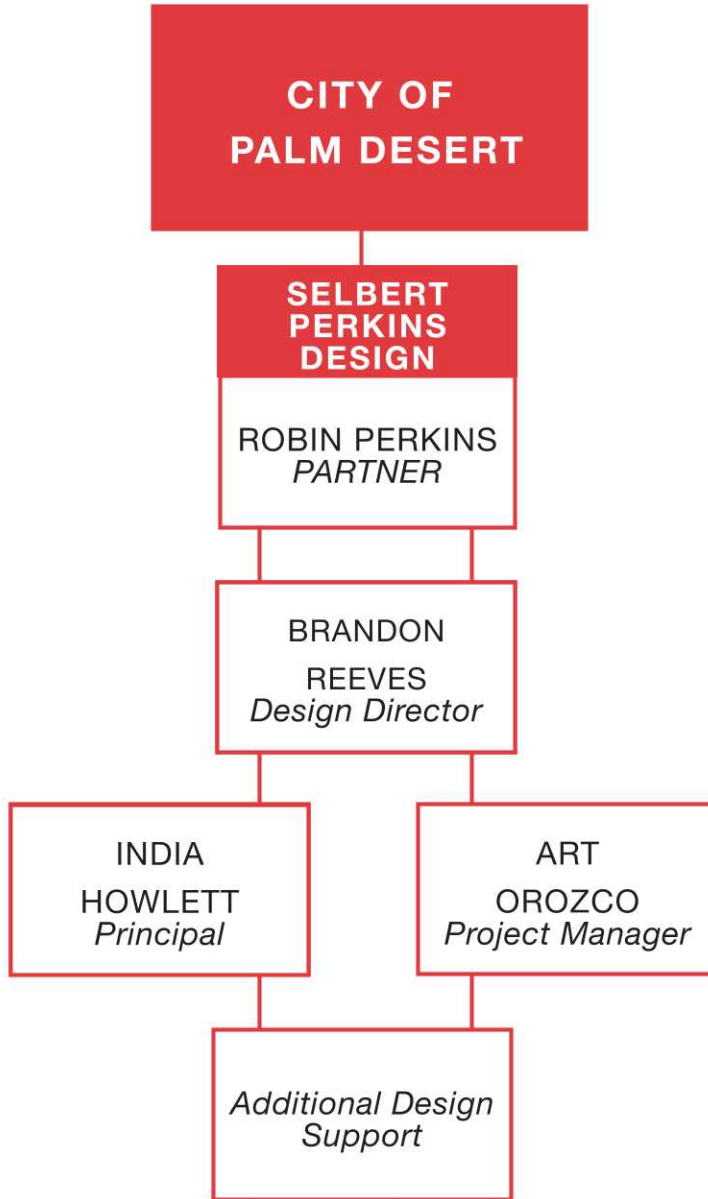 CITY OF
PALM DESERT
SELBERT
PERKINS
DESIGN
ROBIN PERKINS
PARTNER
BRANDON
REEVES
Design Director
INDIA
HOWLETT
Principal
ART
OROZCO
Project Manager
Additional Design
Support